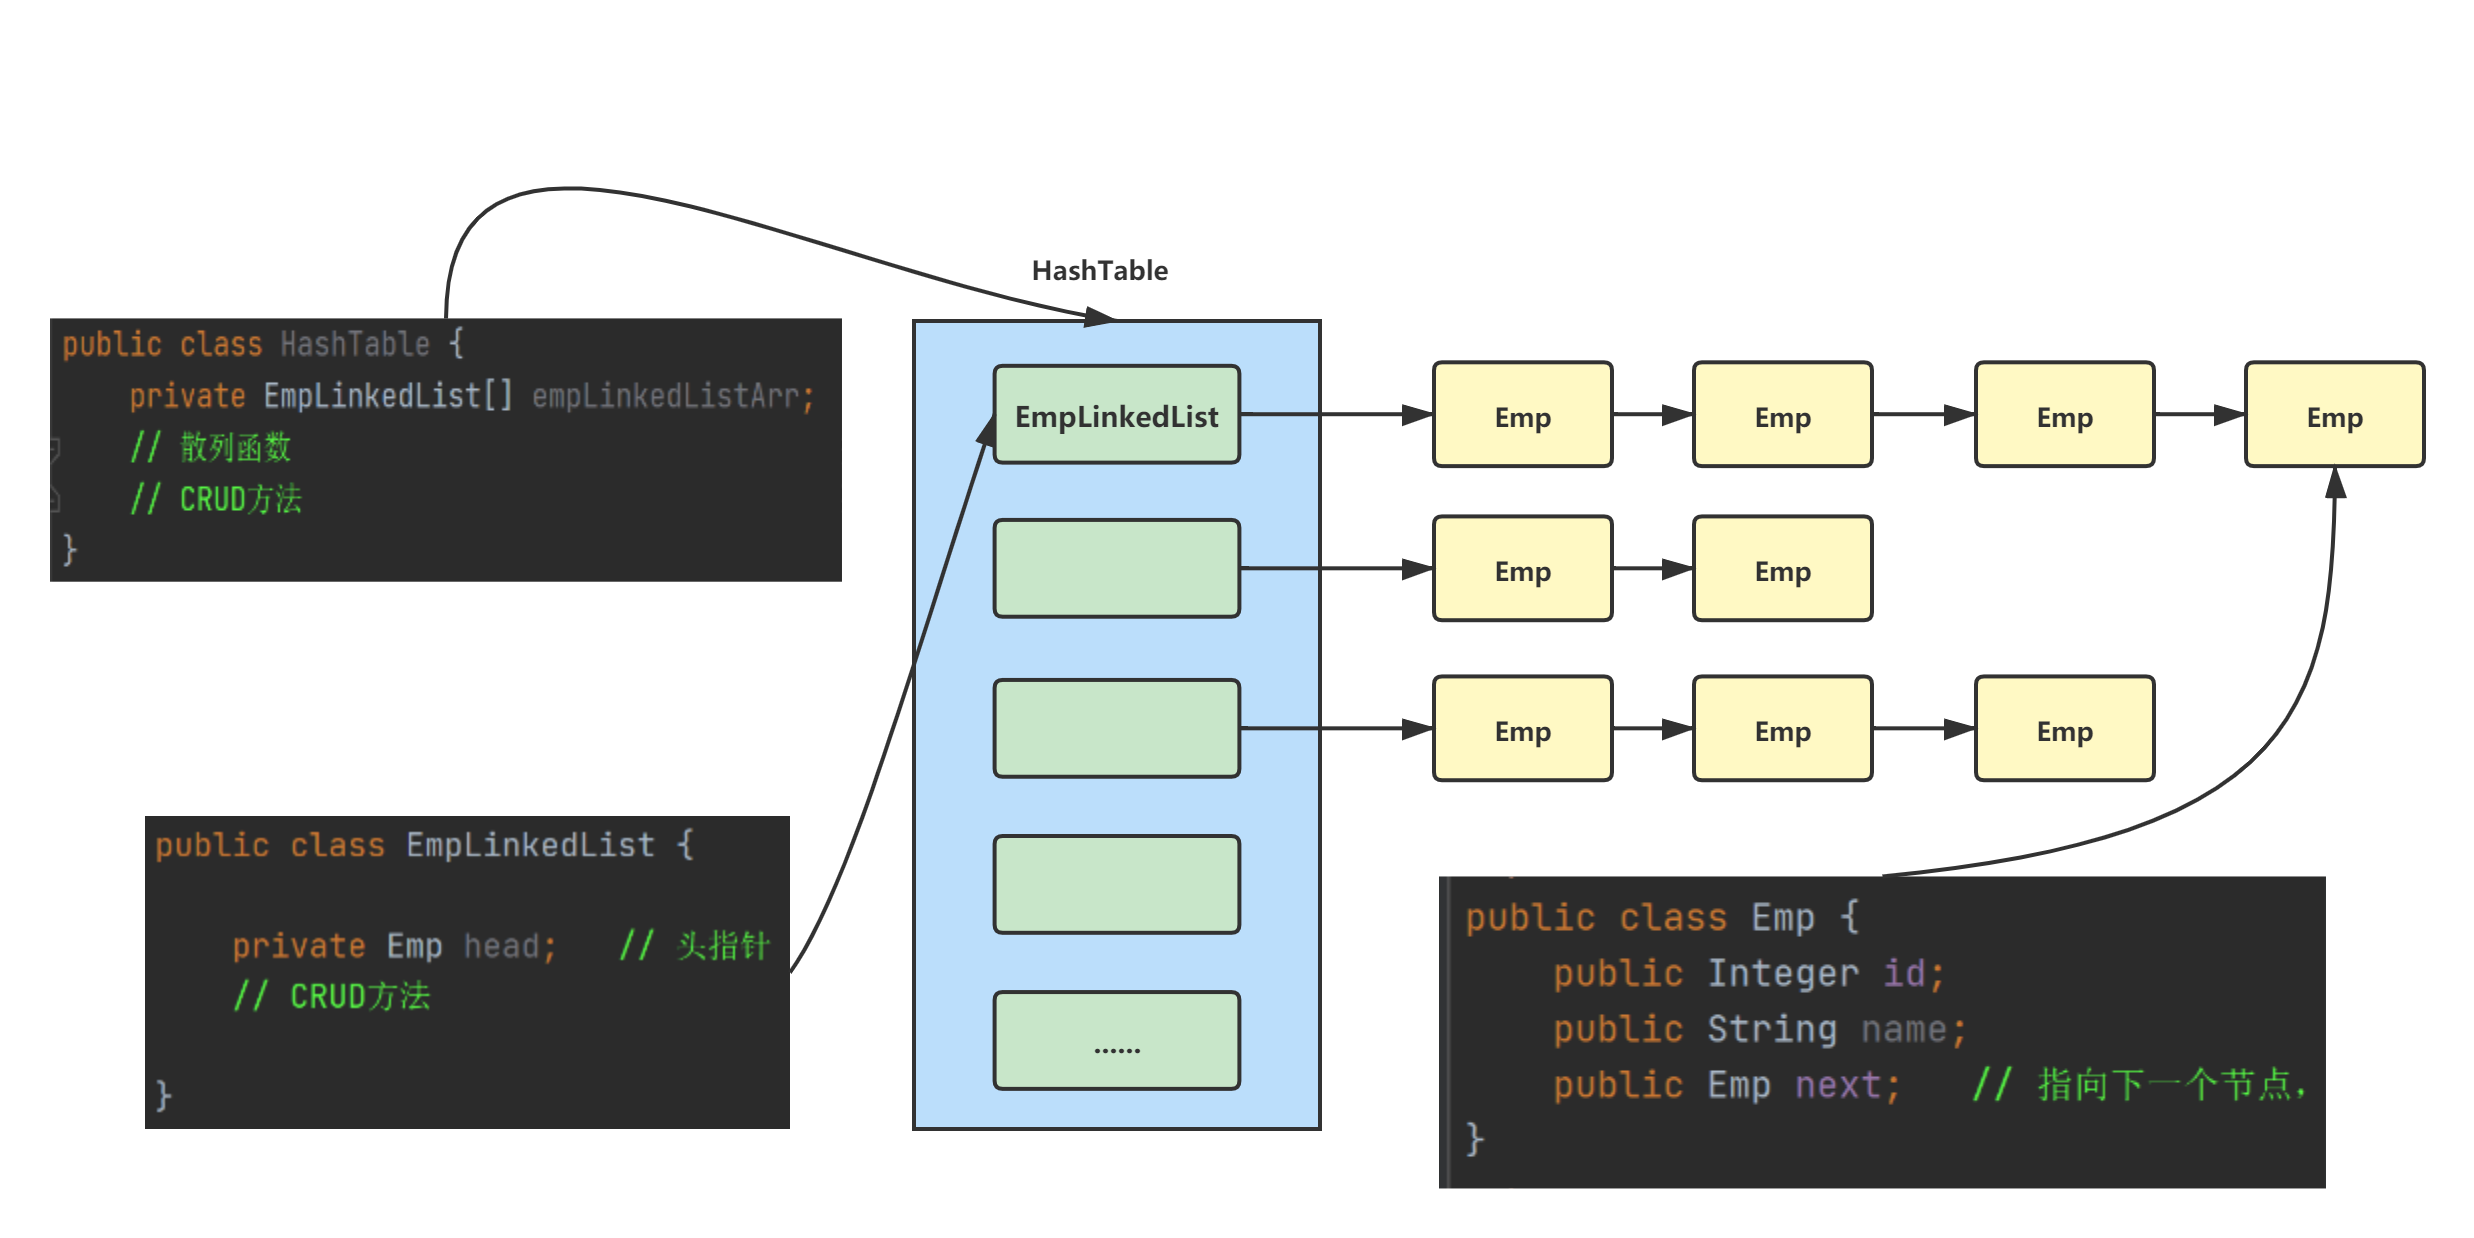 HashTable
public class HashTable {
private EmpLinkedList[] empLinkedListArr;
// 散列函数
// CRUD方法
}
EmpLinkedList
Emp
Emp
Emp
Emp
Emp
Emp
Emp
Emp
Emp
......
public class EmpLinkedList {
private Emp head;   // 头指针
// CRUD方法
}
public class Emp {
public Integer id;
public String name;
public Emp next;   // 指向下一个节点，
}